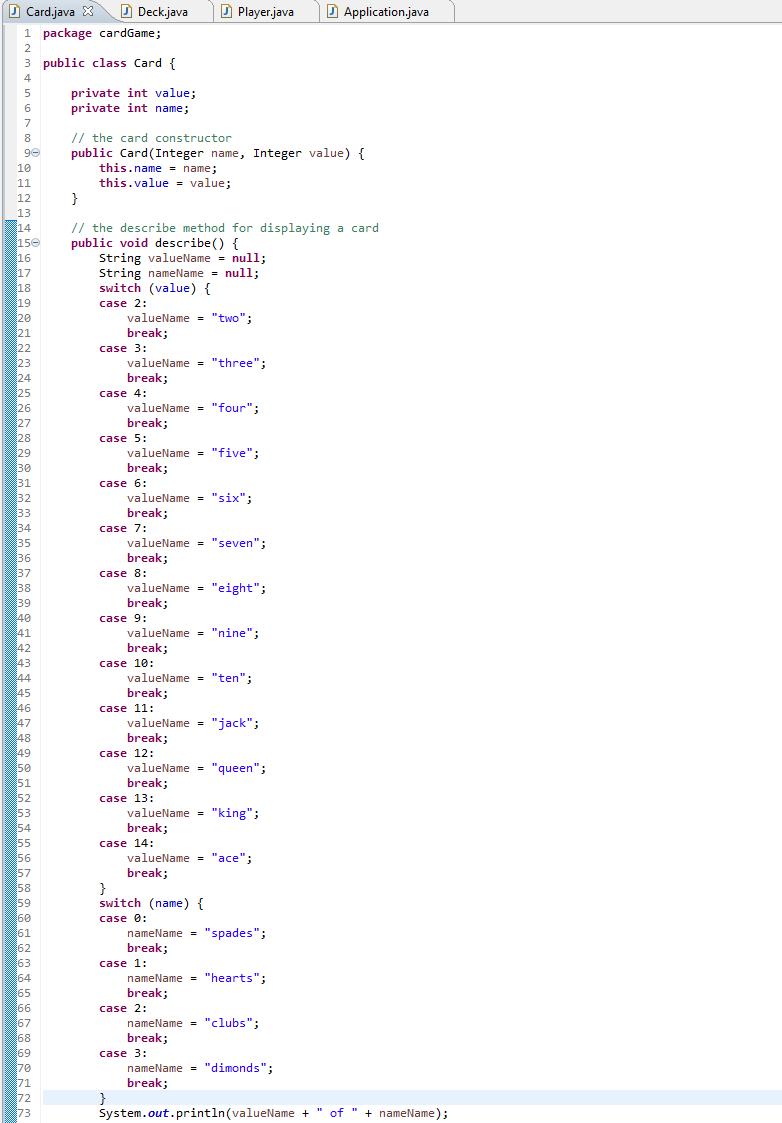 Card.java Deck.java Player.java Application.java
1 package cardGame;
2
3 public class Card {
4
5     private int value;
6     private int name;
7
8     // the card constructor
9     public Card(Integer name, Integer value) {
10         this.name = name;
11         this.value = value;
12     }
13
14     // the describe method for displaying a card
15     public void describe() {
16         String valueName = null;
17         String nameName = null;
18         switch (value) {
19         case 2:
20             valueName = "two";
21             break;
22         case 3:
23             valueName = "three";
24             break;
25         case 4:
26             valueName = "four";
27             break;
28         case 5:
29             valueName = "five";
30             break;
31         case 6:
32             valueName = "six";
33             break;
34         case 7:
35             valueName = "seven";
36             break;
37         case 8:
38             valueName = "eight";
39             break;
40         case 9:
41             valueName = "nine";
42             break;
43         case 10:
44             valueName = "ten";
45             break;
46         case 11:
47             valueName = "jack";
48             break;
49         case 12:
50             valueName = "queen";
51             break;
52         case 13:
53             valueName = "king";
54             break;
55         case 14:
56             valueName = "ace";
57             break;
58         }
59         switch (name) {
60         case 0:
61             nameName = "spades";
62             break;
63         case 1:
64             nameName = "hearts";
65             break;
66         case 2:
67             nameName = "clubs";
68             break;
69         case 3:
70             nameName = "dimonds";
71             break;
72         }
73         System.out.println(valueName + " of " + nameName);